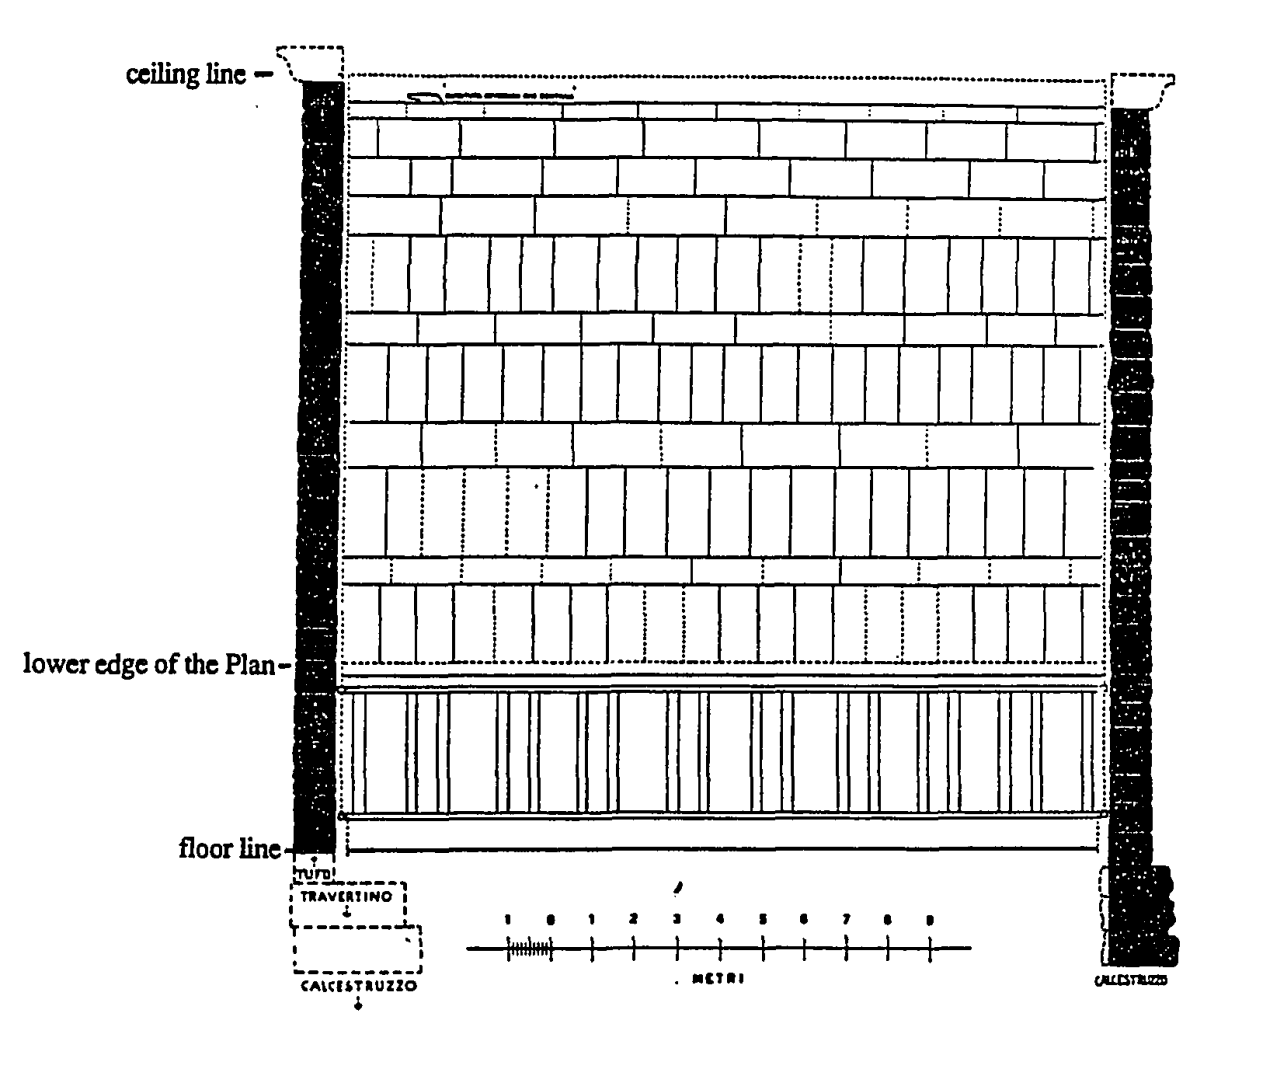 ceiling line
lower edge of the Plan
floor line
TUFO
TRAVERTINO
1 0 1 2 3 4 5 6 7 8 9
METRI
CALCESTRUZZO
CALCESTRUZZO